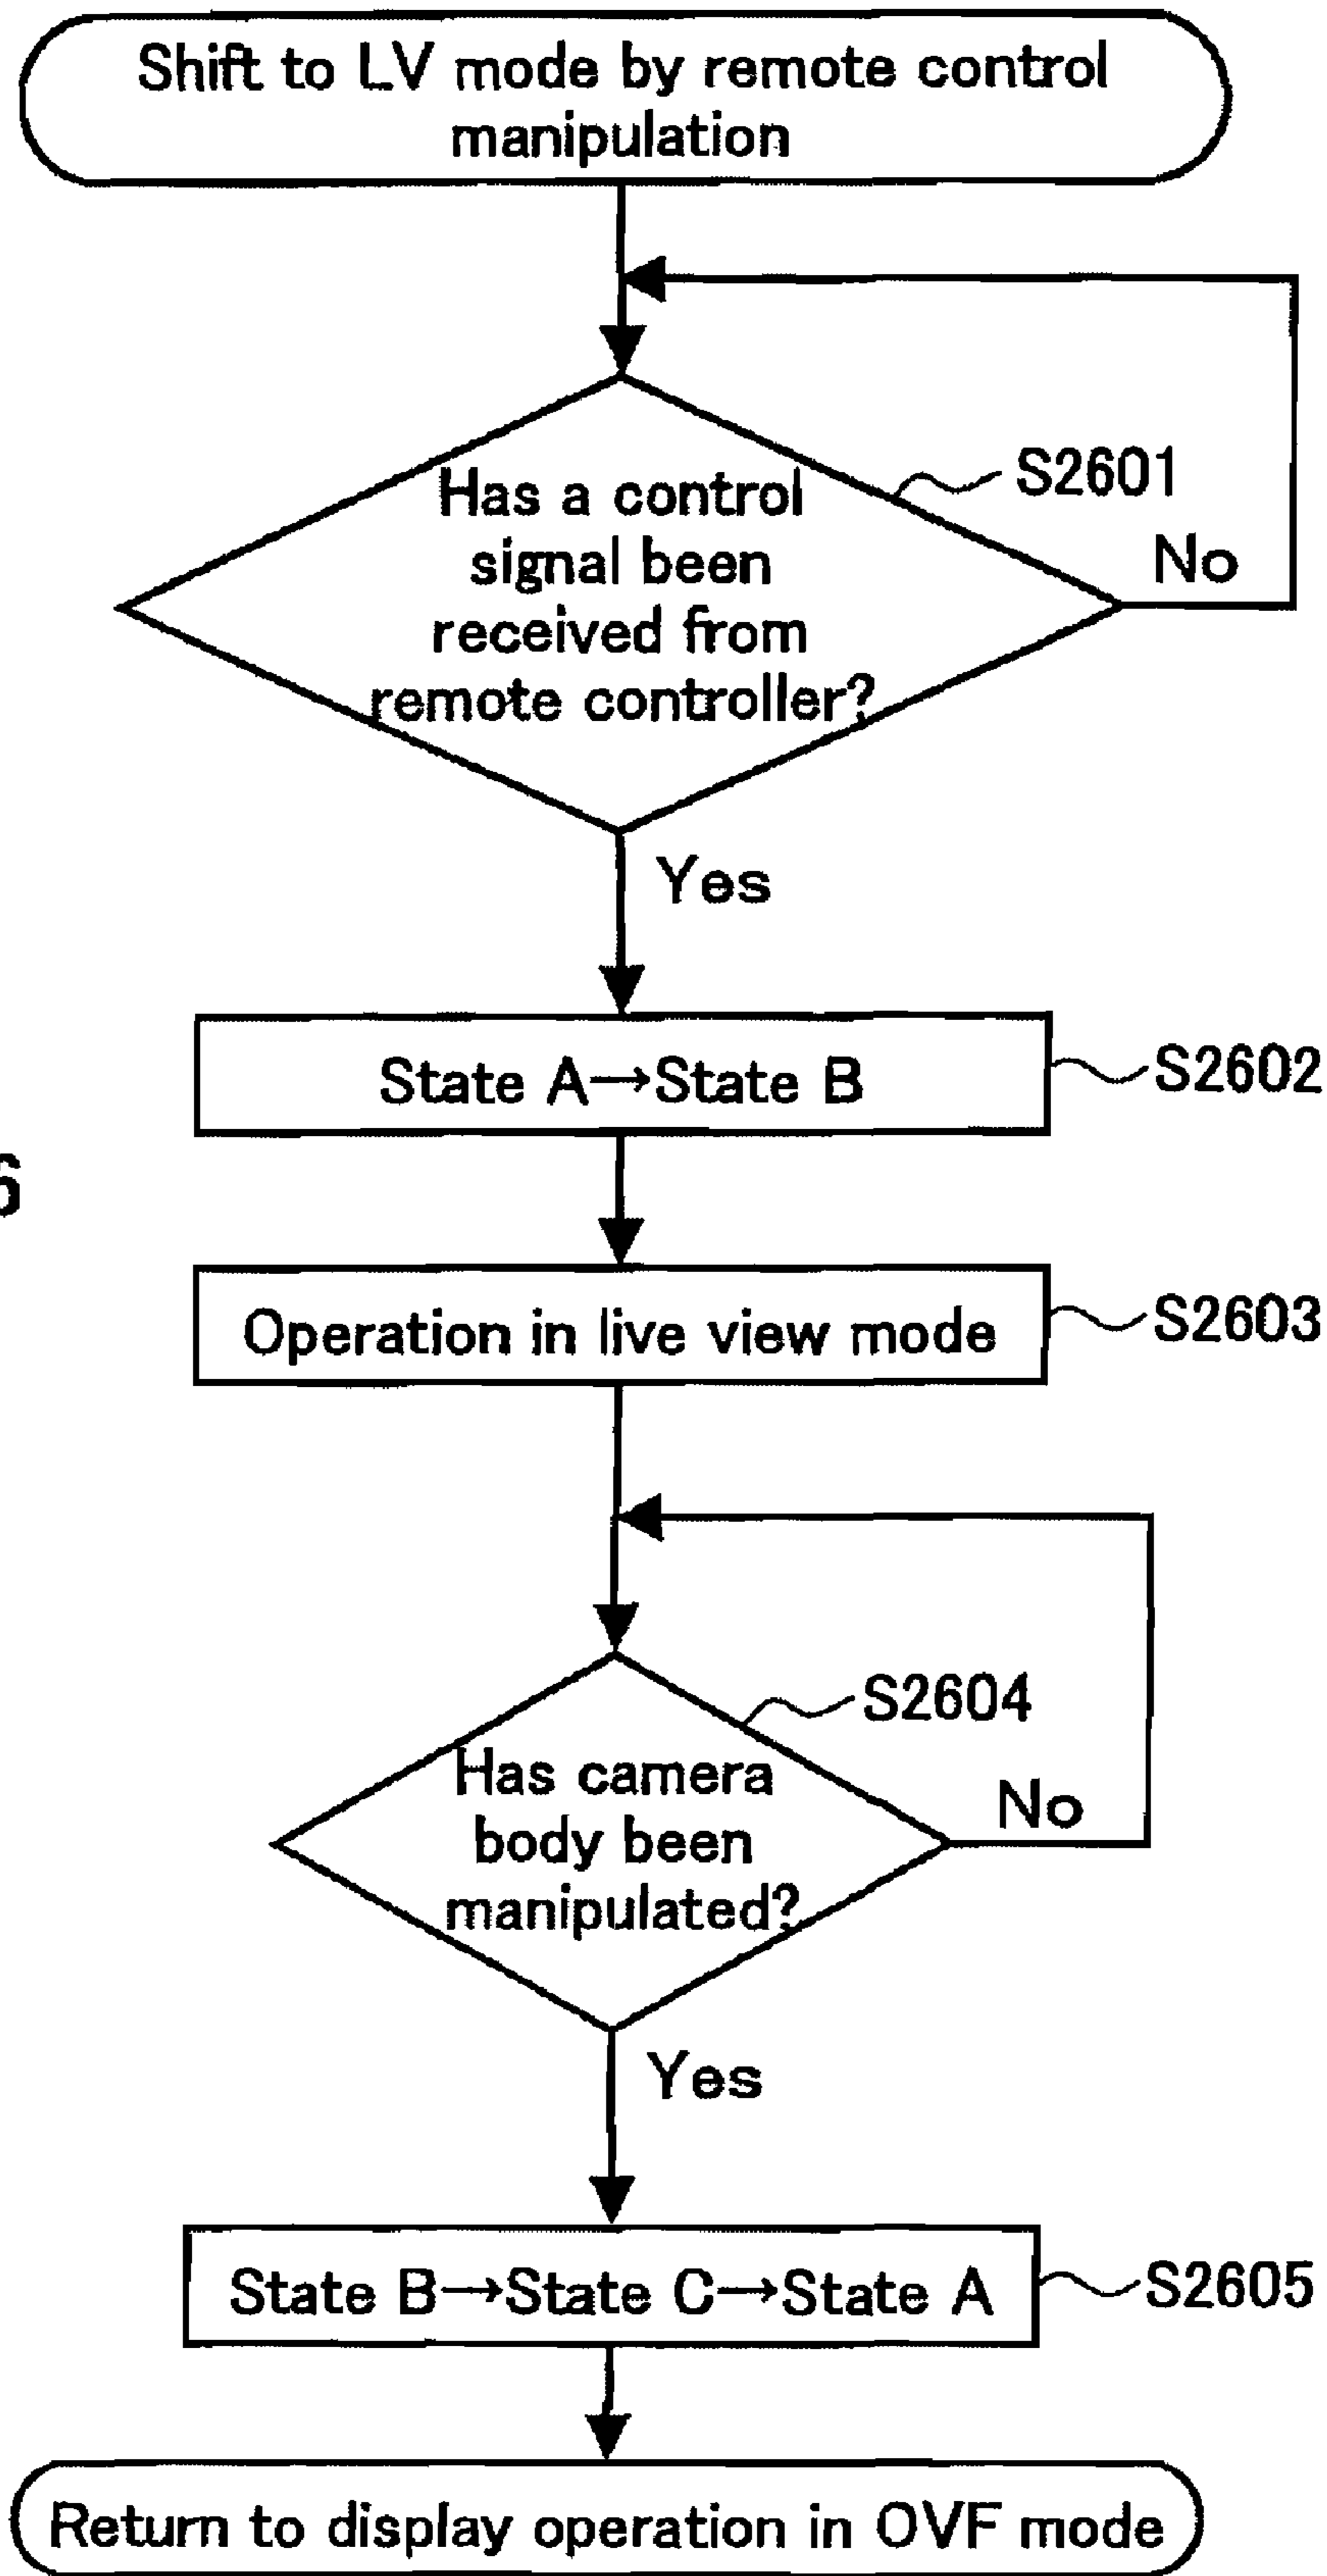 Shift to LV mode by remote control
manipulation
S2601
Has a control
signal been
received from
remote controller?
No
Yes
State A→State B
S2602
6
Operation in live view mode
S2603
S2604
Has camera
body been
manipulated?
No
Yes
State B→State C→State A
S2605
Return to display operation in OVF mode